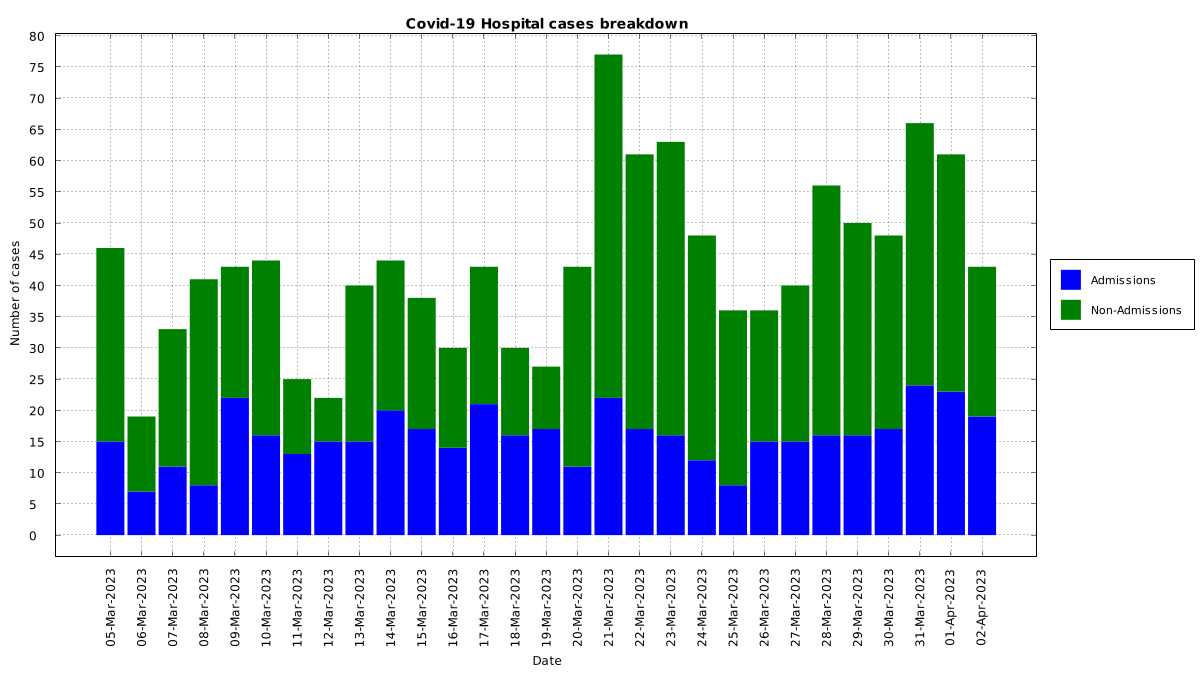 Covid-19 Hospital cases breakdown
80
75
70
65
60
55
50
45
40
35
30
25
20
15
10
5
0
Number of cases
Admissions
Non-Admissions
05-Mar-2023
06-Mar-2023
07-Mar-2023
08-Mar-2023
09-Mar-2023
10-Mar-2023
11-Mar-2023
12-Mar-2023
13-Mar-2023
14-Mar-2023
15-Mar-2023
16-Mar-2023
17-Mar-2023
18-Mar-2023
19-Mar-2023
20-Mar-2023
21-Mar-2023
22-Mar-2023
23-Mar-2023
24-Mar-2023
25-Mar-2023
26-Mar-2023
27-Mar-2023
28-Mar-2023
29-Mar-2023
30-Mar-2023
31-Mar-2023
01-Apr-2023
02-Apr-2023
Date